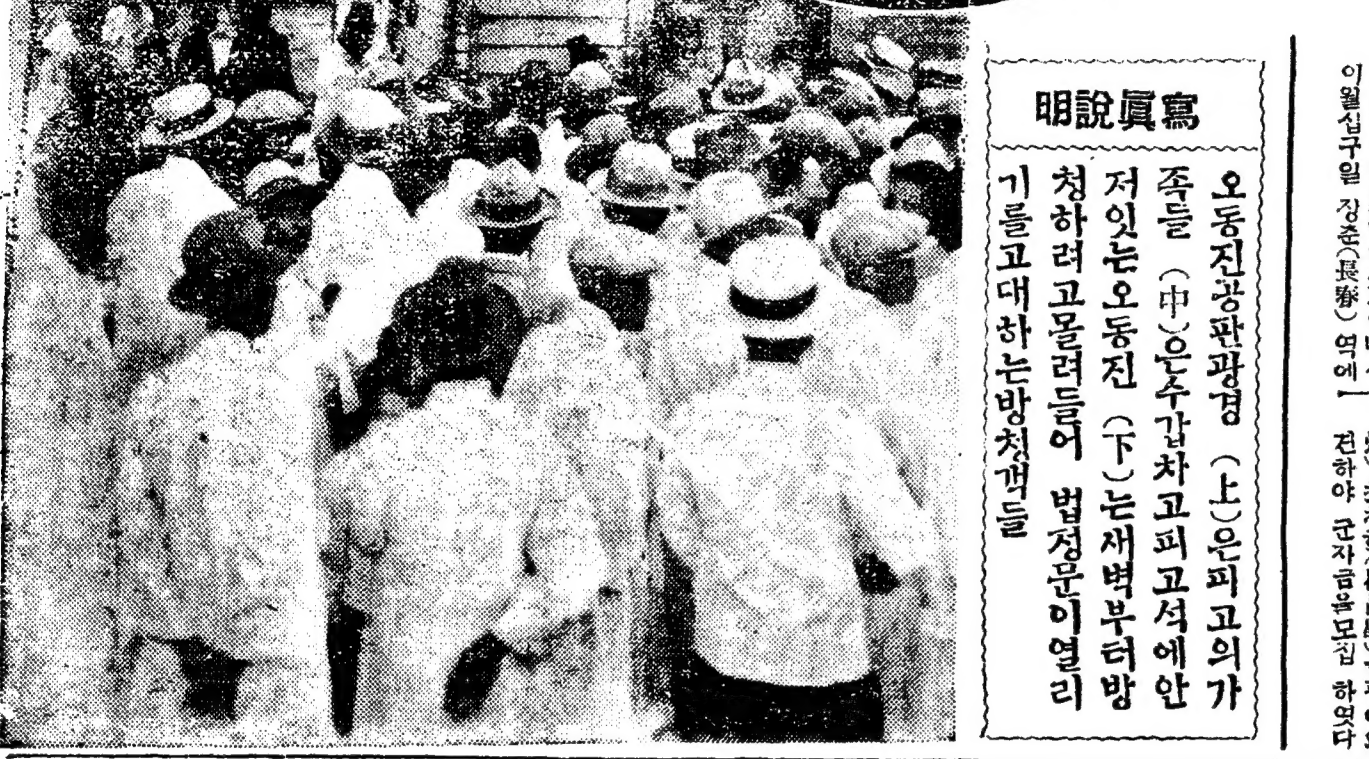 寫眞說明
오동진공판광경 (上)은피고의가
족들 (中)은수갑차고피고석에안
저잇는오동진 (下)는새벽부터방
청하려고몰려들어 법정문이열리
기를고대하는방청객들
이월십구일 장춘(長春) 역에
전하야 군자금을모집 하엿다